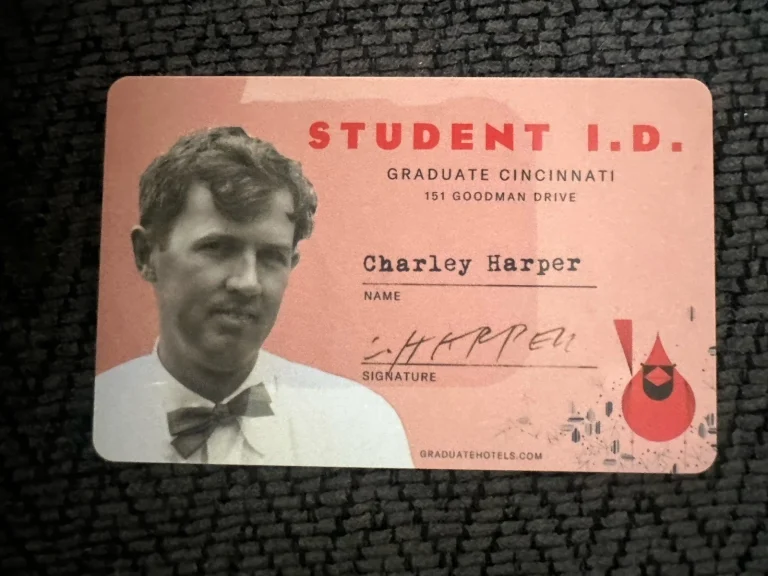 STUDENT I.D.
GRADUATE CINCINNATI
151 GOODMAN DRIVE
Charley Harper
NAME
C. HARPER
SIGNATURE
GRADUATEHOTELS.COM